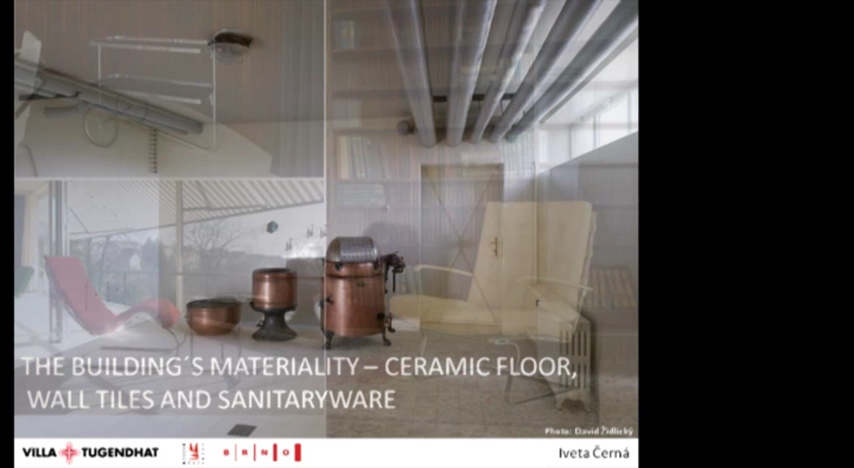 THE BUILDING´S MATERIALITY – CERAMIC FLOOR,
WALL TILES AND SANITARYWARE
Photo: David Židlický
VILLA TUGENDHAT
BRNO
Iveta Černá